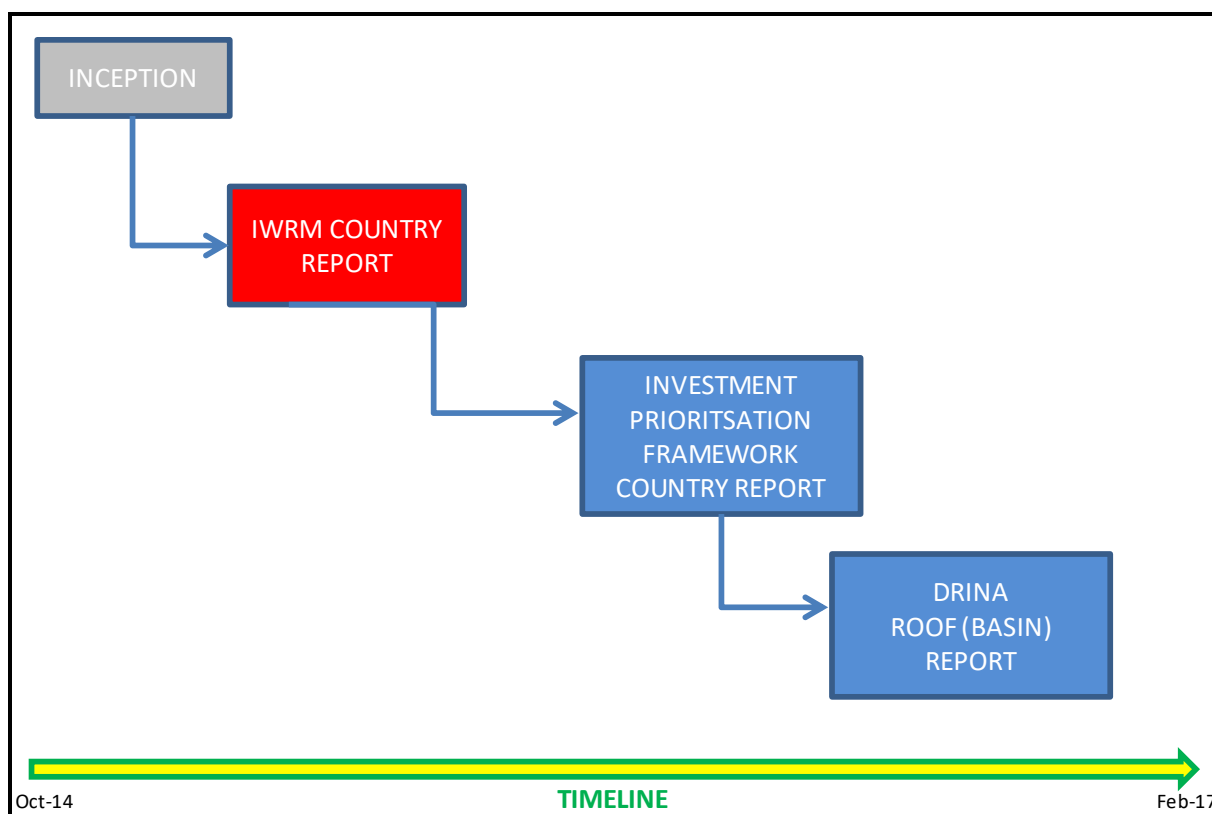 INCEPTION
IWRM COUNTRY
REPORT
INVESTMENT
PRIORITSATION
FRAMEWORK
COUNTRY REPORT
DRINA
ROOF (BASIN)
REPORT
Oct-14
TIMELINE
Feb-17